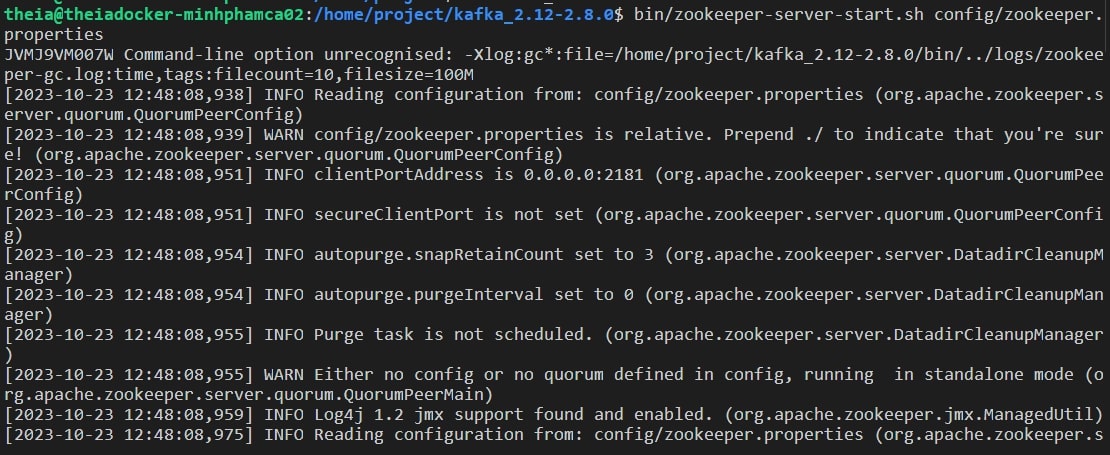 theia@theiadocker-minhphamca02:/home/project/kafka_2.12-2.8.0$ bin/zookeeper-server-start.sh config/zookeeper.
properties
JVMJ9VM007W Command-line option unrecognised: -Xlog:gc*:file=/home/project/kafka_2.12-2.8.0/bin/../logs/zookee
per-gc.log:time,tags:filecount=10,filesize=100M
[2023-10-23 12:48:08,938] INFO Reading configuration from: config/zookeeper.properties (org.apache.zookeeper.s
erver.quorum.QuorumPeerConfig)
[2023-10-23 12:48:08,939] WARN config/zookeeper.properties is relative. Prepend ./ to indicate that you're sur
e! (org.apache.zookeeper.server.quorum.QuorumPeerConfig)
[2023-10-23 12:48:08,951] INFO clientPortAddress is 0.0.0.0:2181 (org.apache.zookeeper.server.quorum.QuorumPee
rConfig)
[2023-10-23 12:48:08,951] INFO secureClientPort is not set (org.apache.zookeeper.server.quorum.QuorumPeerConfi
g)
[2023-10-23 12:48:08,954] INFO autopurge.snapRetainCount set to 3 (org.apache.zookeeper.server.DatadirCleanupM
anager)
[2023-10-23 12:48:08,954] INFO autopurge.purgeInterval set to 0 (org.apache.zookeeper.server.DatadirCleanupMan
ager)
[2023-10-23 12:48:08,955] INFO Purge task is not scheduled. (org.apache.zookeeper.server.DatadirCleanupManager
)
[2023-10-23 12:48:08,955] WARN Either no config or no quorum defined in config, running  in standalone mode (o
rg.apache.zookeeper.server.quorum.QuorumPeerMain)
[2023-10-23 12:48:08,959] INFO Log4j 1.2 jmx support found and enabled. (org.apache.zookeeper.jmx.ManagedUtil)
[2023-10-23 12:48:08,975] INFO Reading configuration from: config/zookeeper.properties (org.apache.zookeeper.s